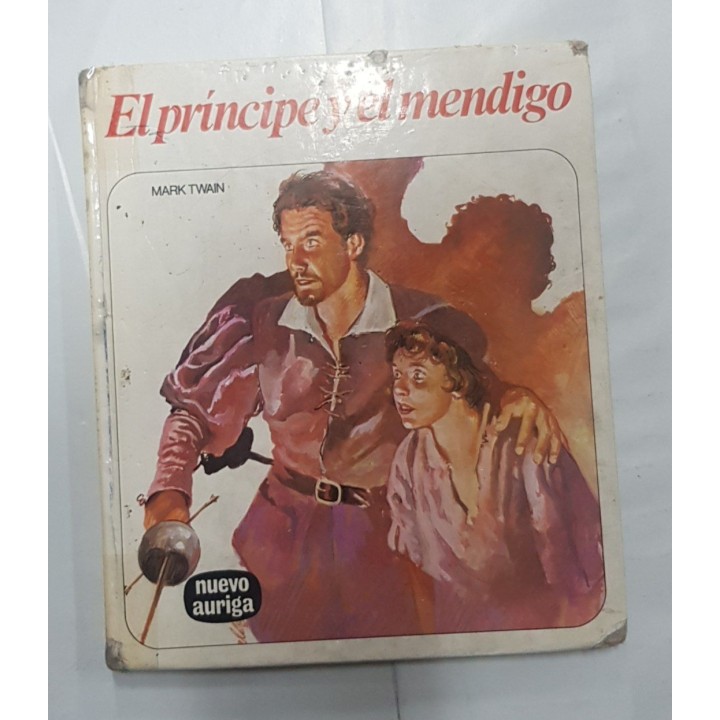 El príncipe y el mendigo
MARK TWAIN
nuevo
auriga